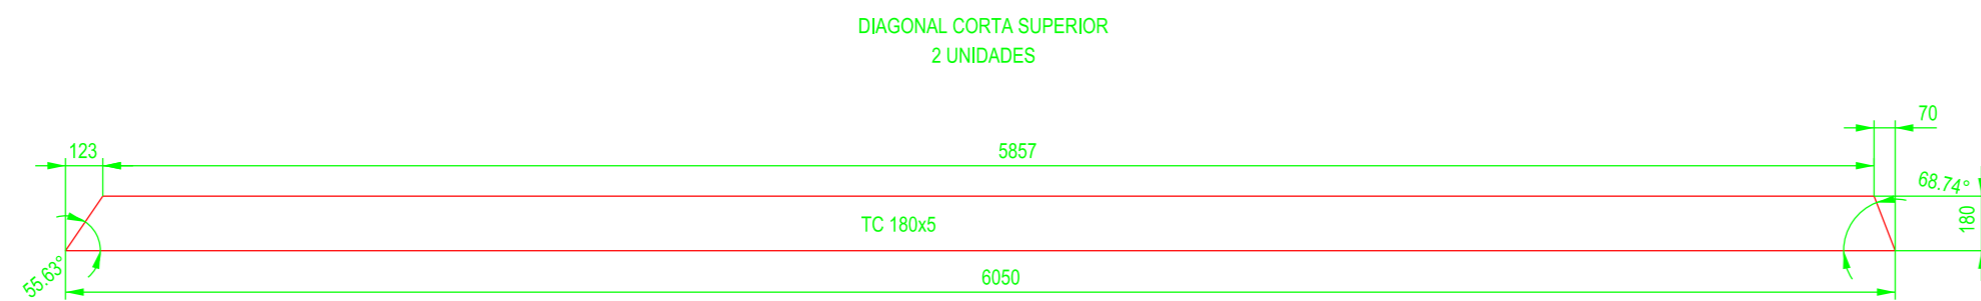 DIAGONAL CORTA SUPERIOR
2 UNIDADES
70
123
5857
68.74°
TC 180x5
180
55.63°
6050